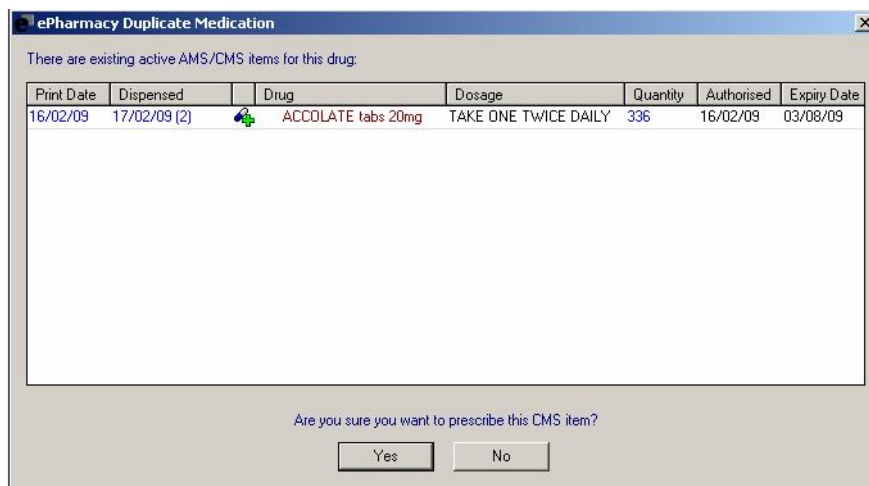 ePharmacy Duplicate Medication
There are existing active AMS/CMS items for this drug:
Print Date Dispensed Drug Dosage Quantity Authorised Expiry Date
16/02/09 17/02/09 (2) ACCOLATE tabs 20mg TAKE ONE TWICE DAILY 336 16/02/09 03/08/09
Are you sure you want to prescribe this CMS item?
Yes No